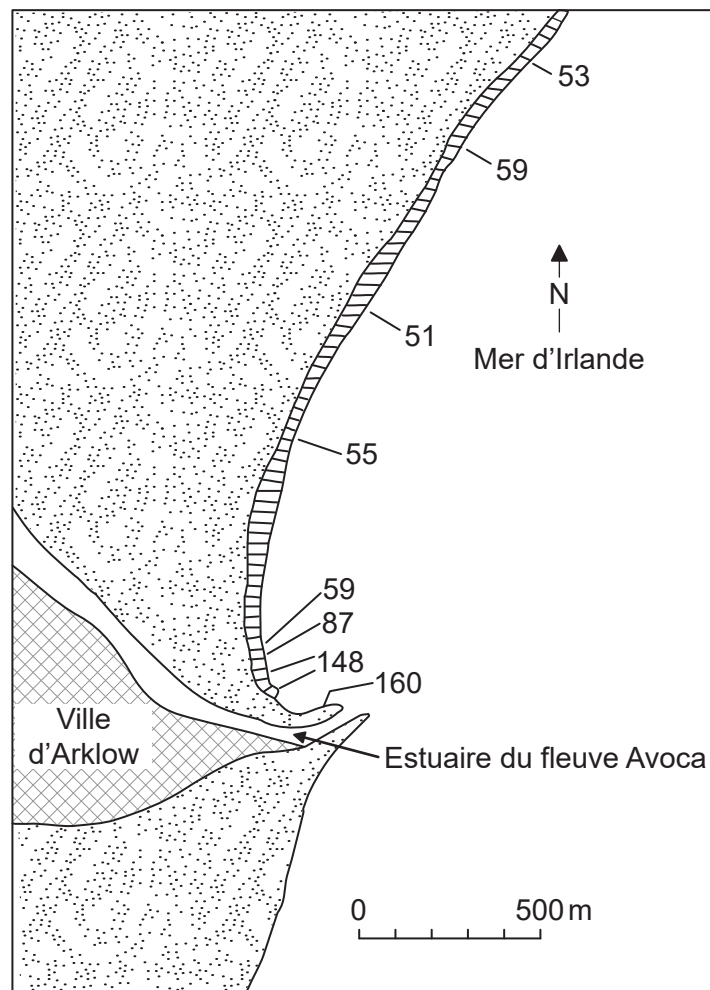 53
59
N
51
Mer d'Irlande
55
59
87
148
160
Ville
d'Arklow
Estuaire du fleuve Avoca
0 500 m